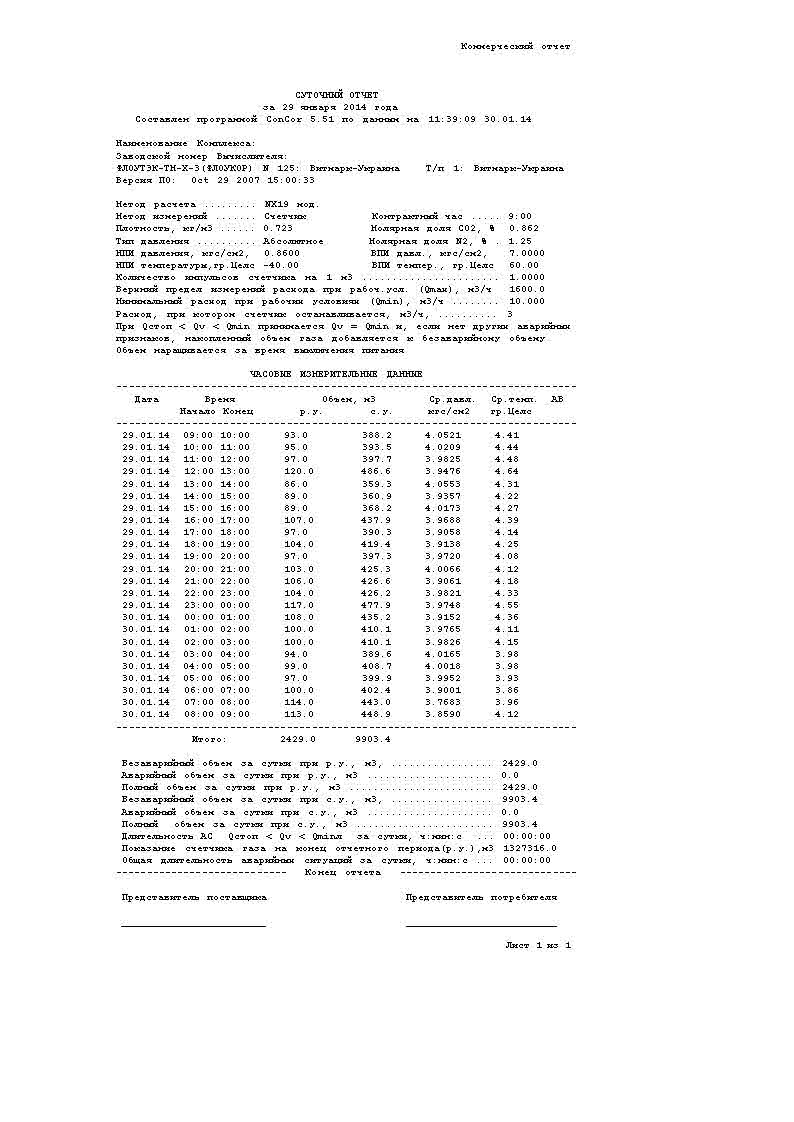 Коммерческий отчет
СУТОЧНЫЙ ОТЧЕТ
за 29 января 2014 года
Составлен программой ConCor 5.51 по данным на 11:39:09 30.01.14
Наименование Комплекса:
Заводской номер Вычислителя:
ФЛОУТЭК-ТМ-Х-3(ФЛОУКОР) N 125: Витмарк-Украина Т/п 1: Витмарк-Украина
Версия ПО: Oct 29 2007 15:00:33
Метод расчета ......... NX19 мод.
Метод измерений ....... Счетчик Контрактный час ..... 9:00
Плотность, кг/м3 ...... 0.723 Молярная доля CO2, % 0.862
Тип давления .......... Абсолютное Молярная доля N2, % . 1.25
НПИ давления, кгс/см2, 0.8600 ВПИ давл., кгс/см2, 7.0000
НПИ температуры,гр.Целс -40.00 ВПИ темпер., гр.Целс 60.00
Количество импульсов счетчика на 1 м3 ....................... 1.0000
Верхний предел измерений расхода при рабоч.усл. (Qmax), м3/ч 1600.0
Минимальный расход при рабочих условиях (Qmin), м3/ч ........ 10.000
Расход, при котором счетчик останавливается, м3/ч, .......... 3
При Qстоп < Qv < Qmin принимается Qv = Qmin и, если нет других аварийных
признаков, накопленный объем газа добавляется к безаварийному объему.
Объем наращивается за время выключения питания
ЧАСОВЫЕ ИЗМЕРИТЕЛЬНЫЕ ДАННЫЕ
Дата Время Объем, м3 Ср.давл. Ср.темп. АВ
Начало Конец р.у. с.у. кгс/см2 гр.Целс
29.01.14 09:00 10:00 93.0 388.2 4.0521 4.41
29.01.14 10:00 11:00 95.0 393.5 4.0209 4.44
29.01.14 11:00 12:00 97.0 397.7 3.9825 4.48
29.01.14 12:00 13:00 120.0 486.6 3.9476 4.64
29.01.14 13:00 14:00 86.0 359.3 4.0553 4.31
29.01.14 14:00 15:00 89.0 360.9 3.9357 4.22
29.01.14 15:00 16:00 89.0 368.2 4.0173 4.27
29.01.14 16:00 17:00 107.0 437.9 3.9688 4.39
29.01.14 17:00 18:00 97.0 390.3 3.9058 4.14
29.01.14 18:00 19:00 104.0 419.4 3.9138 4.25
29.01.14 19:00 20:00 97.0 397.3 3.9720 4.08
29.01.14 20:00 21:00 103.0 425.3 4.0066 4.12
29.01.14 21:00 22:00 106.0 426.6 3.9061 4.18
29.01.14 22:00 23:00 104.0 426.2 3.9821 4.33
29.01.14 23:00 00:00 117.0 477.9 3.9748 4.55
30.01.14 00:00 01:00 108.0 435.2 3.9152 4.36
30.01.14 01:00 02:00 100.0 410.1 3.9765 4.11
30.01.14 02:00 03:00 100.0 410.1 3.9826 4.15
30.01.14 03:00 04:00 94.0 389.6 4.0165 3.98
30.01.14 04:00 05:00 99.0 408.7 4.0018 3.98
30.01.14 05:00 06:00 97.0 399.9 3.9952 3.93
30.01.14 06:00 07:00 100.0 402.4 3.9001 3.86
30.01.14 07:00 08:00 114.0 443.0 3.7683 3.96
30.01.14 08:00 09:00 113.0 448.9 3.8590 4.12
Итого: 2429.0 9903.4
Безаварийный объем за сутки при р.у., м3, ................. 2429.0
Аварийный объем за сутки при р.у., м3 ..................... 0.0
Полный объем за сутки при р.у., м3 ........................ 2429.0
Безаварийный объем за сутки при с.у., м3, ................. 9903.4
Аварийный объем за сутки при с.у., м3 ..................... 0.0
Полный объем за сутки при с.у., м3 ....................... 9903.4
Длительность АС Qстоп < Qv < Qminл за сутки, ч:мин:с ... 00:00:00
Показание счетчика газа на конец отчетного периода(р.у.),м3 1327316.0
Общая длительность аварийных ситуаций за сутки, ч:мин:с ... 00:00:00
Конец отчета
Представитель поставщика Представитель потребителя
Лист 1 из 1